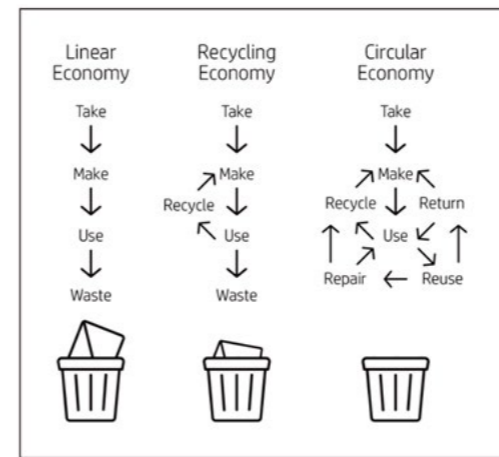 Linear
Economy
Take
Make
Use
Waste
Recycling
Economy
Take
Make
Recycle
Use
Waste
Circular
Economy
Take
Make
Recycle
Return
Use
Repair
Reuse